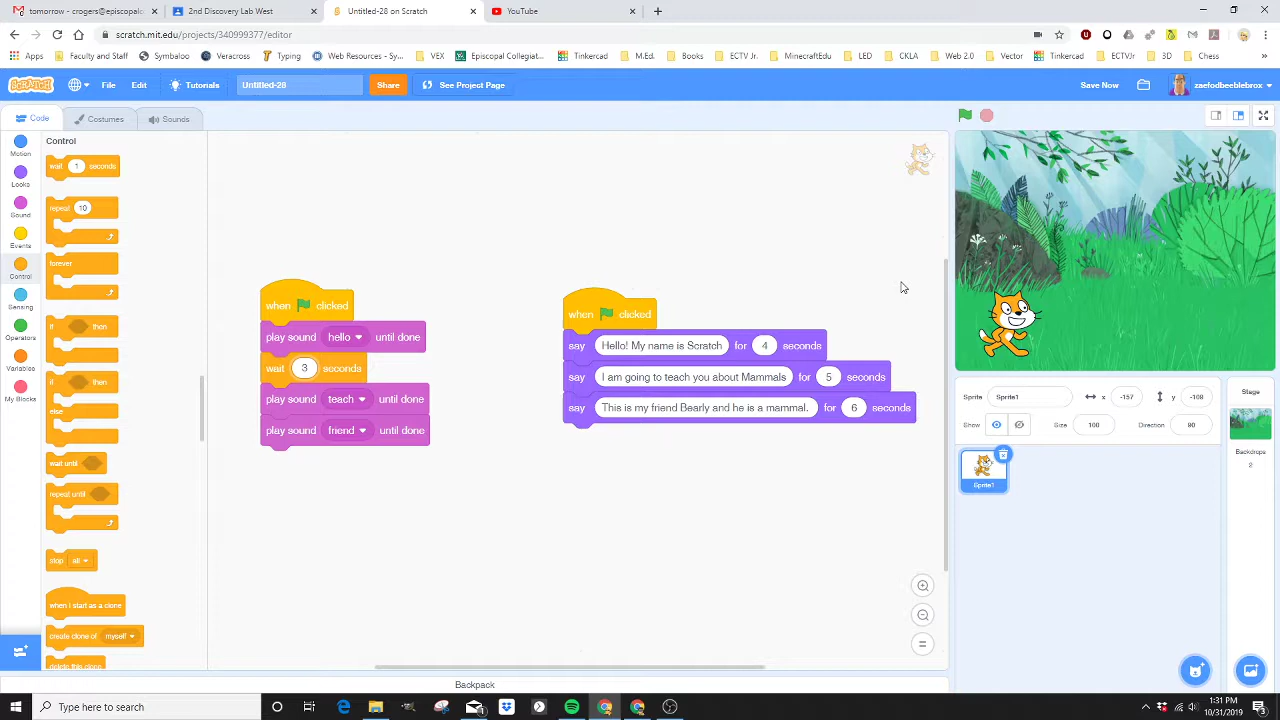 tomorrow - crogers@episcopalc
2nd Discovery Lab West
Untitled-28 on Scratch
YouTube
scratch.mit.edu/projects/340999377/editor
Apps
Faculty and Staff
Symbaloo
Veracross
Typing
Web Resources - Sy...
VEX
Episcopal Collegiat...
Tinkercad
M.Ed.
Books
ECTV Jr.
MinecraftEdu
LED
CKLA
Web 2.0
Vector
ECTVJr
3D
Chess
SCRATCH
File
Edit
Tutorials
Untitled-28
Share
See Project Page
Save Now
zaefodbeeblebrox
Code
Costumes
Sounds
Motion
Looks
Sound
Events
Control
Sensing
Operators
Variables
My Blocks
Control
wait 1 seconds
repeat 10
forever
if then
if then
else
wait until
repeat until
stop all
when I start as a clone
create clone of myself
delete this clone
when clicked
play sound hello until done
wait 3 seconds
play sound teach until done
play sound friend until done
when clicked
say Hello! My name is Scratch for 4 seconds
say I am going to teach you about Mammals for 5 seconds
say This is my friend Bearly and he is a mammal. for 6 seconds
Sprite Sprite1 x -157 y -108
Show Size 100 Direction 90
Sprite1
Stage
Backdrops
2
Backpack
Type here to search
1:31 PM
10/31/2019